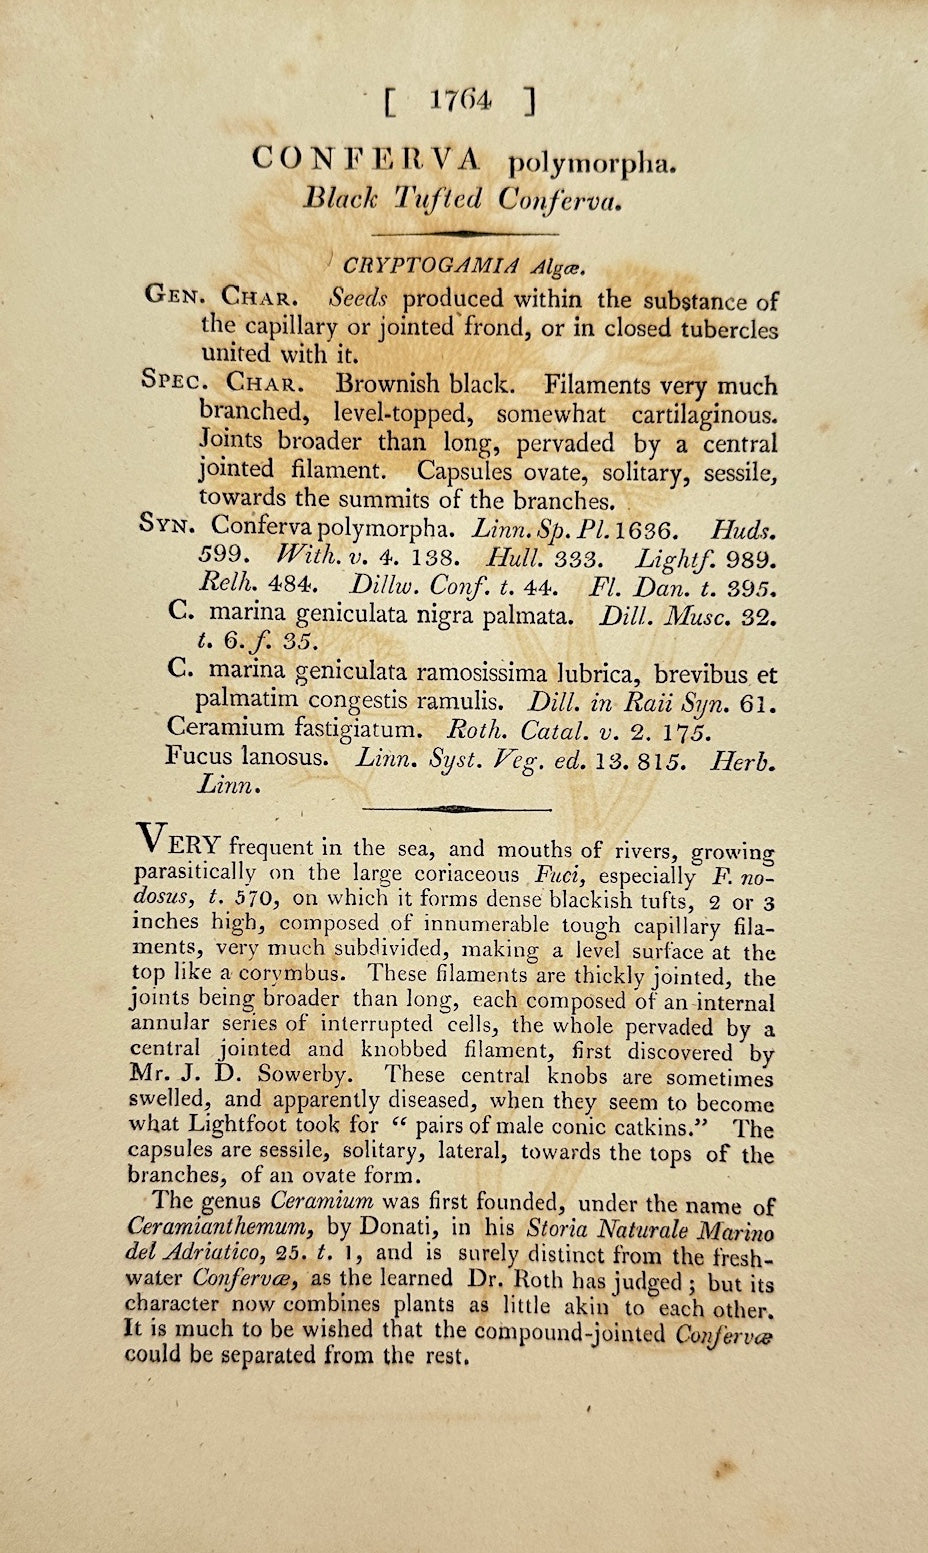 [ 1764 ]
CONFERVA polymorpha.
Black Tufted Conferva.
CRYPTOGAMIA Algæ.
GEN. CHAR. Seeds produced within the substance of
the capillary or jointed frond, or in closed tubercles
united with it.
SPEC. CHAR. Brownish black. Filaments very much
branched, level-topped, somewhat cartilaginous.
Joints broader than long, pervaded by a central
jointed filament. Capsules ovate, solitary, sessile,
towards the summits of the branches.
SYN. Conferva polymorpha. Linn. Sp. Pl. 1636. Huds.
599. With. v. 4. 138. Hull. 333. Lightf. 989.
Relh. 484. Dillw. Conf. t. 44. Fl. Dan. t. 395.
C. marina geniculata nigra palmata. Dill. Musc. 32.
t. 6. f. 35.
C. marina geniculata ramosissima lubrica, brevibus et
palmatim congestis ramulis. Dill. in Raii Syn. 61.
Ceramium fastigiatum. Roth. Catal. v. 2. 175.
Fucus lanosus. Linn. Syst. Veg. ed. 13. 815. Herb.
Linn.
VERY frequent in the sea, and mouths of rivers, growing
parasitically on the large coriaceous Fuci, especially F. no-
dosus, t. 570, on which it forms dense blackish tufts, 2 or 3
inches high, composed of innumerable tough capillary fila-
ments, very much subdivided, making a level surface at the
top like a corymbus. These filaments are thickly jointed, the
joints being broader than long, each composed of an internal
annular series of interrupted cells, the whole pervaded by a
central jointed and knobbed filament, first discovered by
Mr. J. D. Sowerby. These central knobs are sometimes
swelled, and apparently diseased, when they seem to become
what Lightfoot took for “ pairs of male conic catkins.” The
capsules are sessile, solitary, lateral, towards the tops of the
branches, of an ovate form.
The genus Ceramium was first founded, under the name of
Ceramianthemum, by Donati, in his Storia Naturale Marino
del Adriatico, 25. t. 1, and is surely distinct from the fresh-
water Confervæ, as the learned Dr. Roth has judged ; but its
character now combines plants as little akin to each other.
It is much to be wished that the compound-jointed Confervæ
could be separated from the rest.